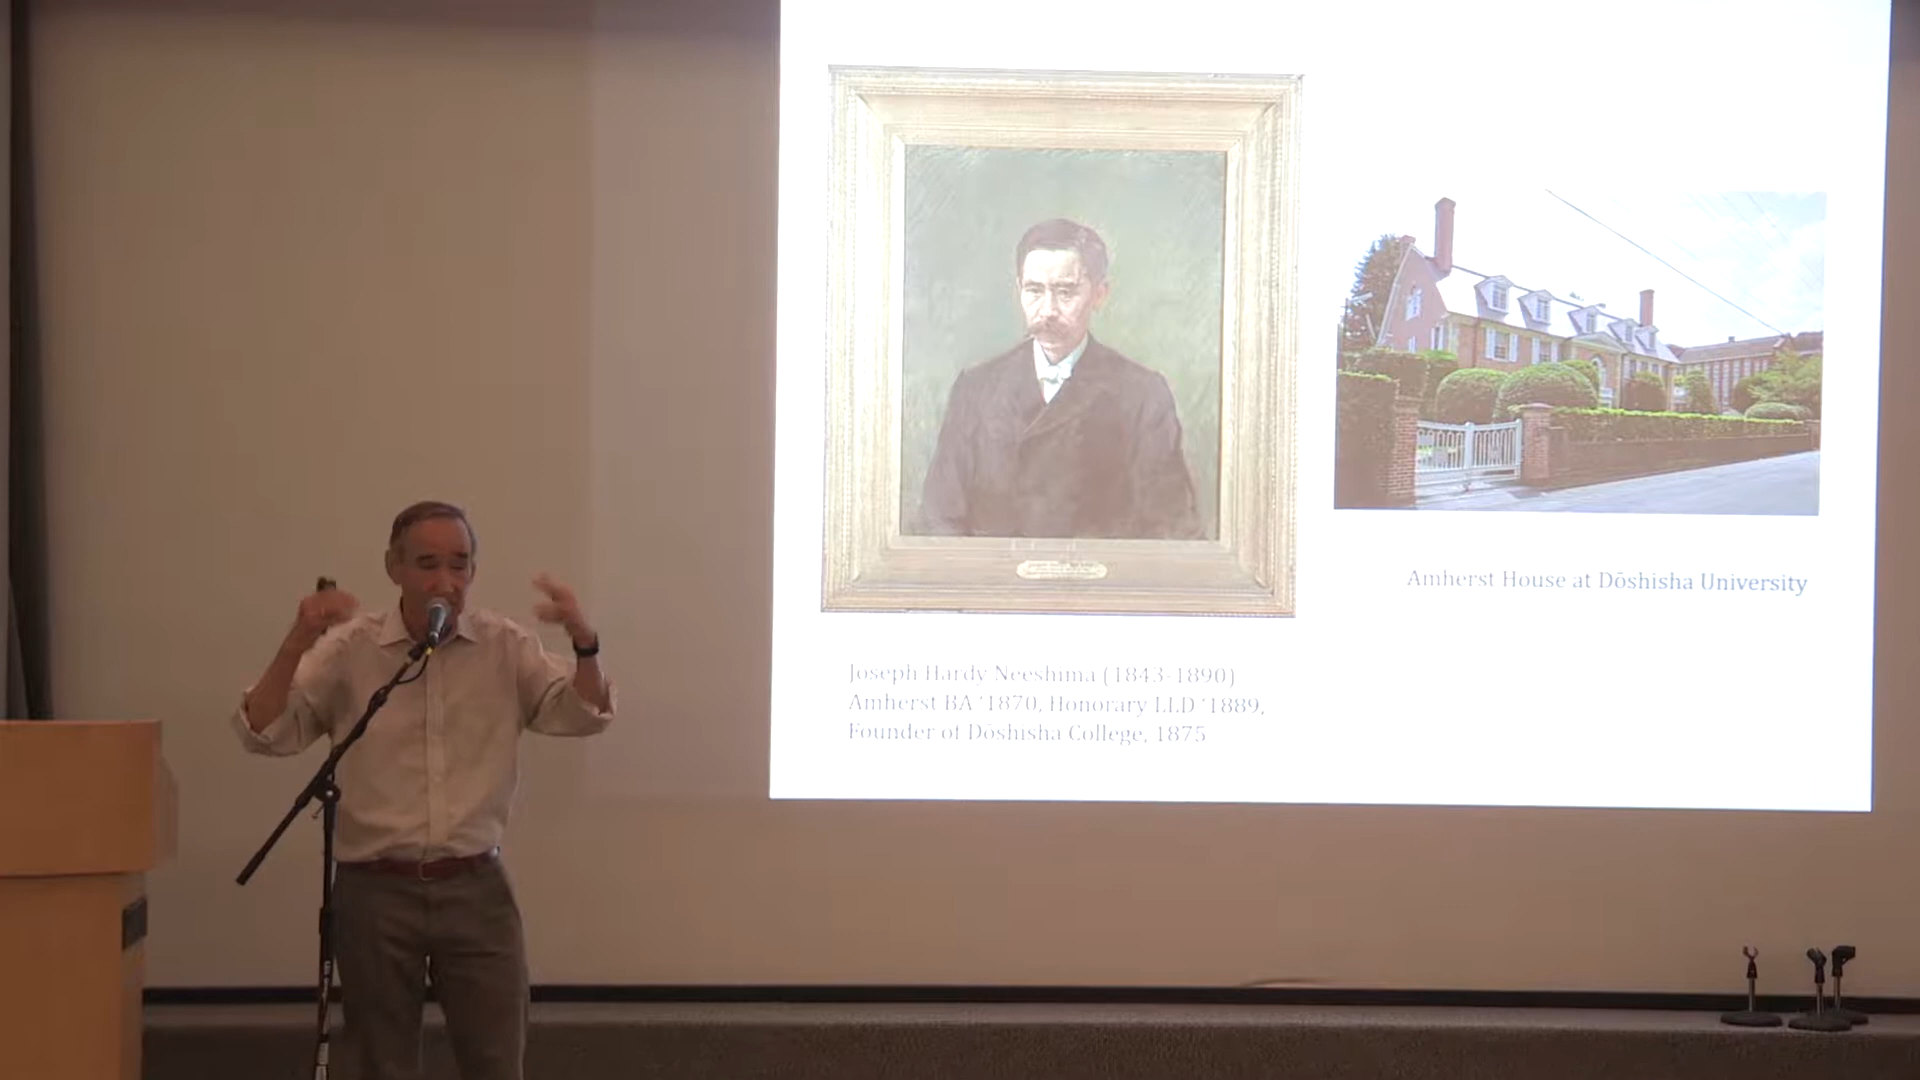 Joseph Hardy Neeshima (1843-1890)
Amherst BA '1870, Honorary LLD '1889,
Founder of Dōshisha College, 1875
Amherst House at Dōshisha University